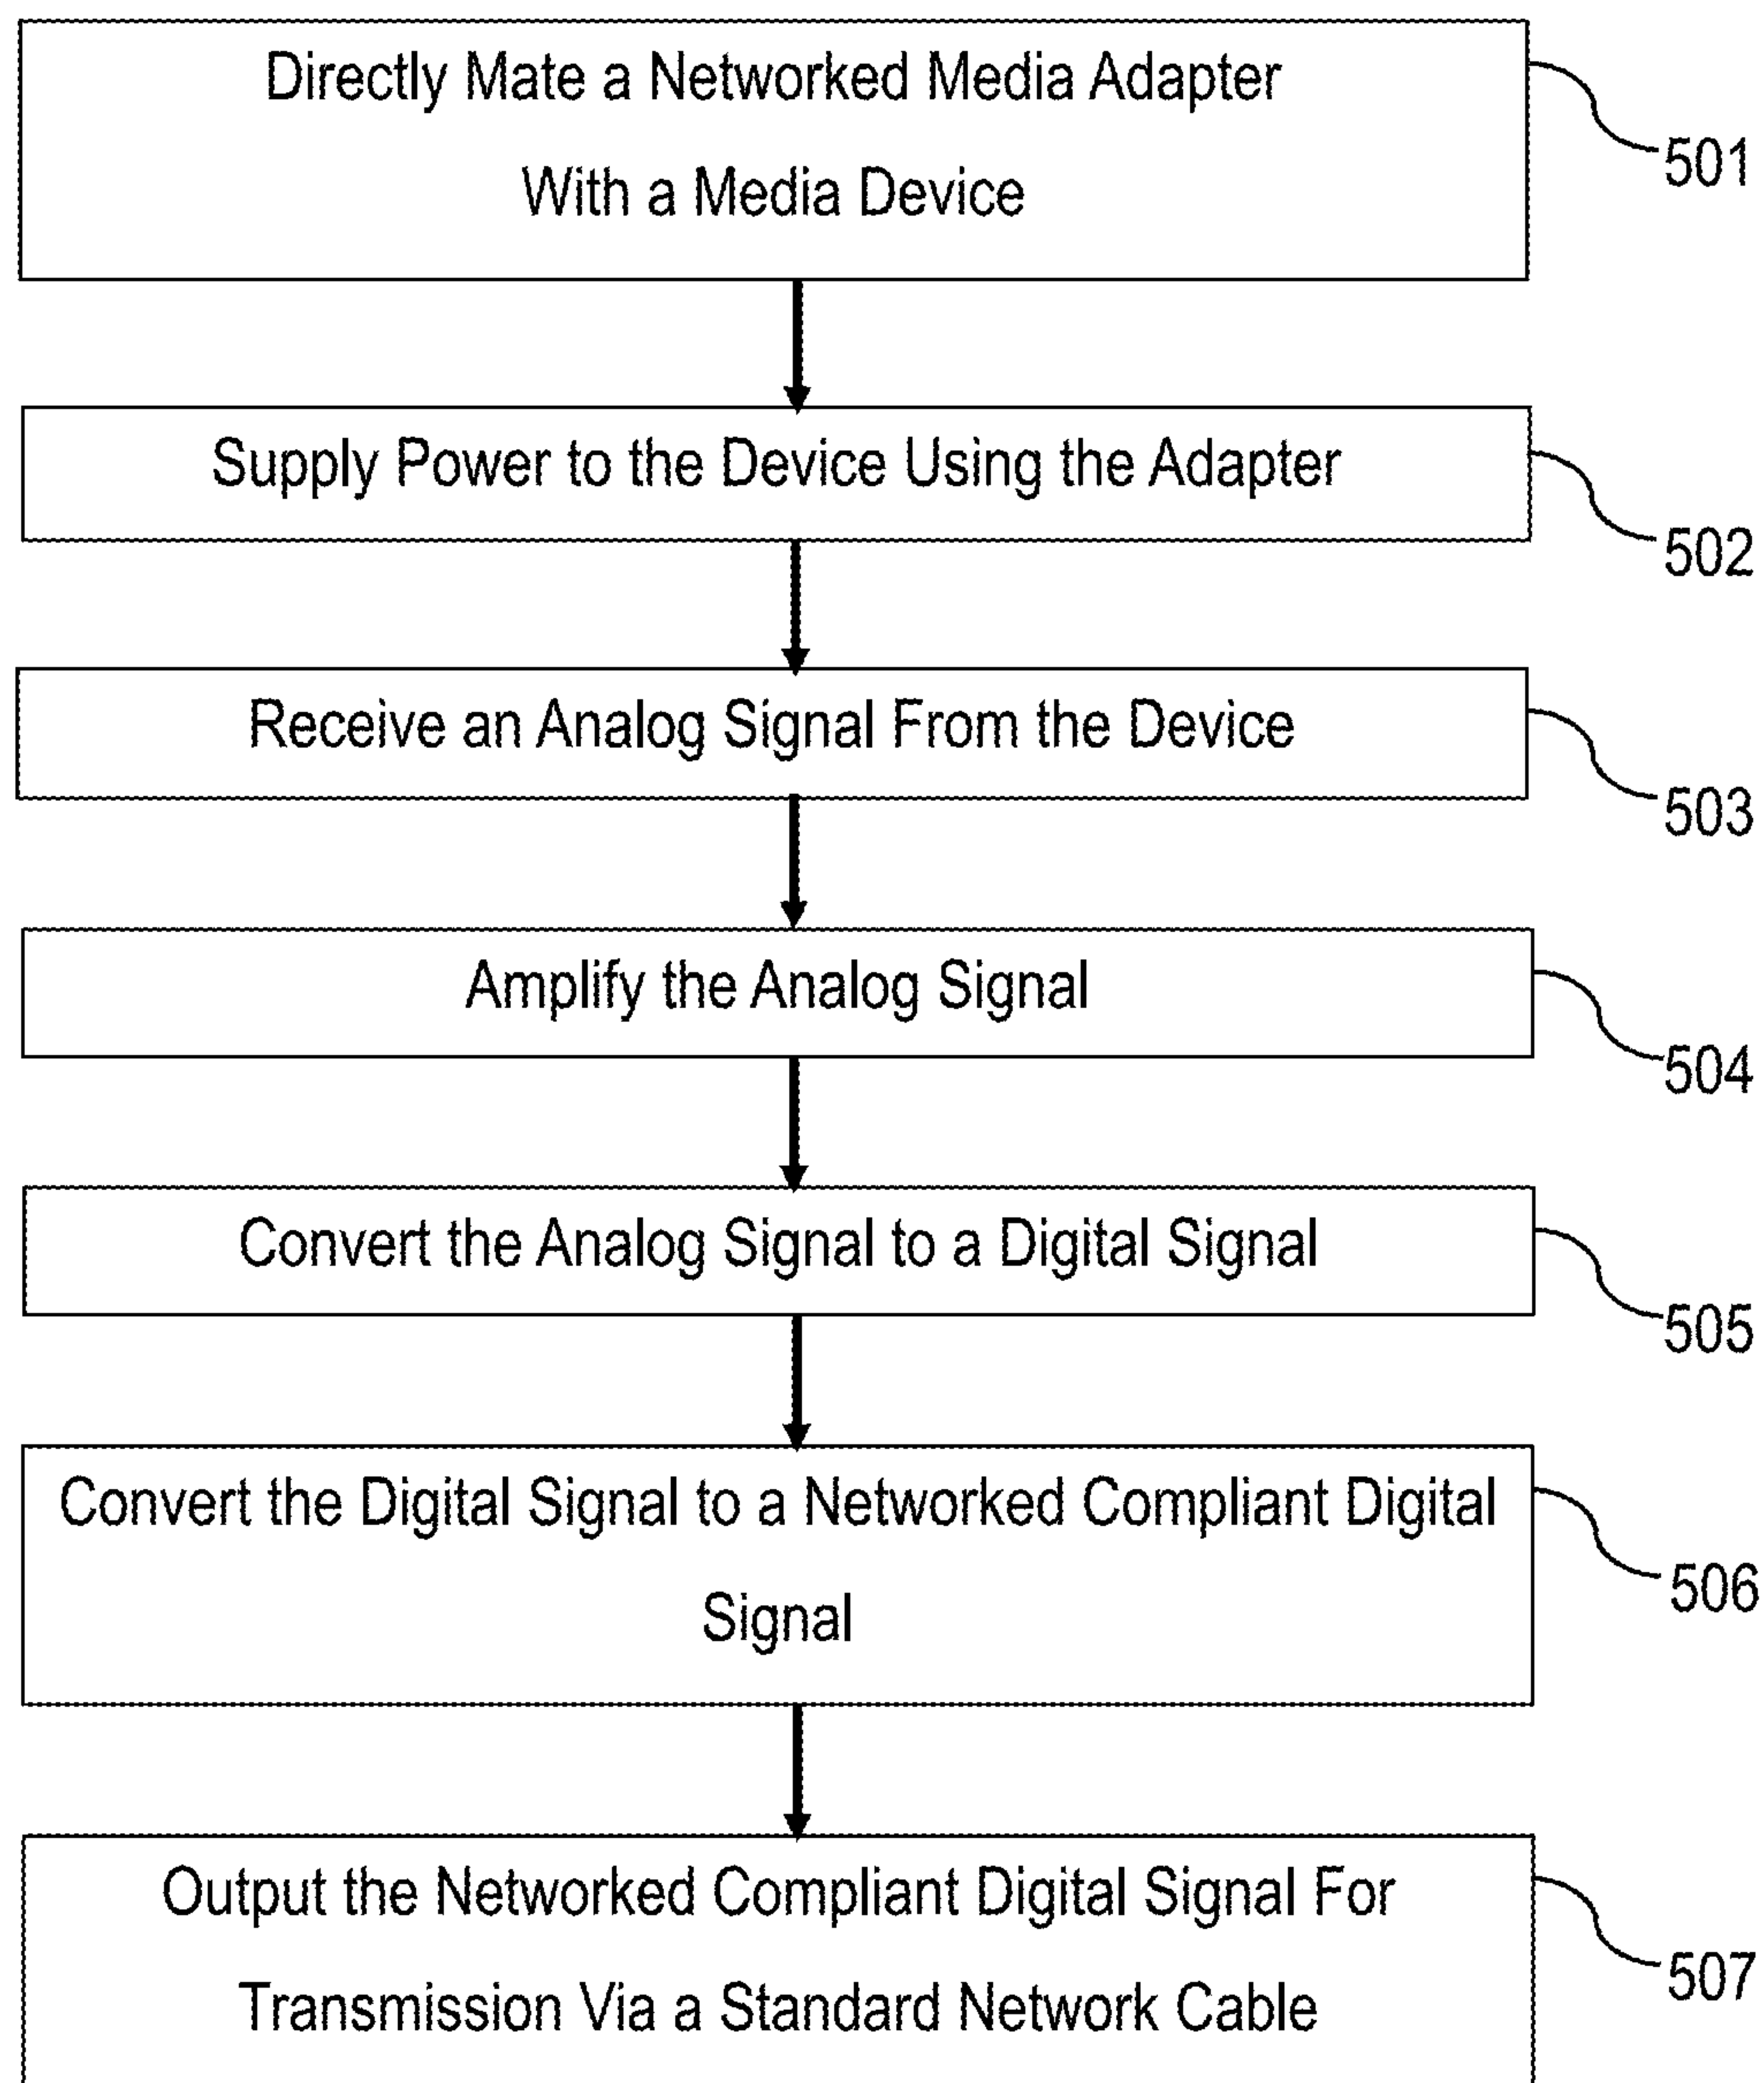 Directly Mate a Networked Media Adapter
With a Media Device
501
Supply Power to the Device Using the Adapter
502
Receive an Analog Signal From the Device
503
Amplify the Analog Signal
504
Convert the Analog Signal to a Digital Signal
505
Convert the Digital Signal to a Networked Compliant Digital
Signal
506
Output the Networked Compliant Digital Signal For
Transmission Via a Standard Network Cable
507